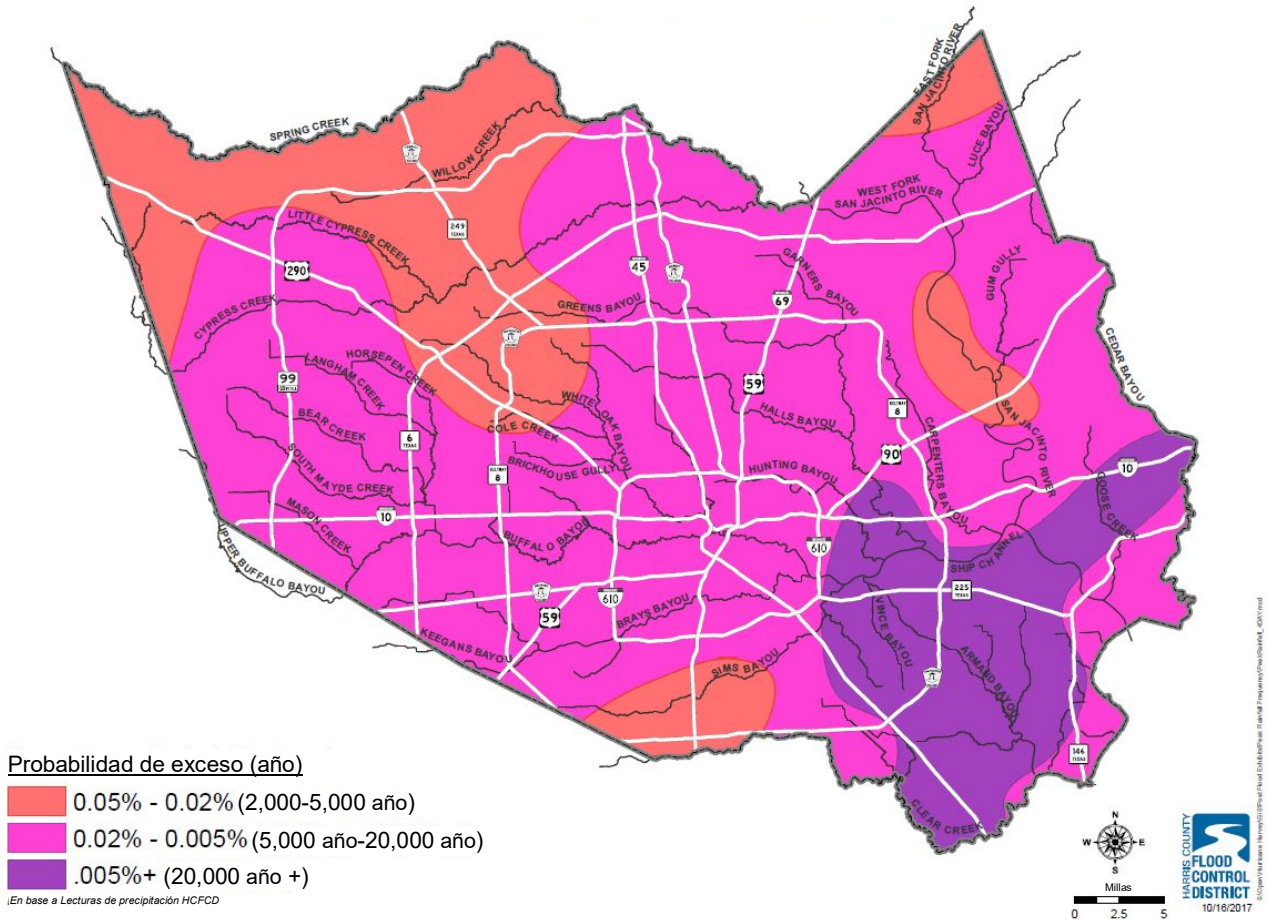 EAST FORK
SAN JACINTO RIVER
LUCE BAYOU
SPRING CREEK
WILLOW CREEK
WEST FORK
SAN JACINTO RIVER
LITTLE CYPRESS CREEK
249
TEXAS
290
45
GARNERS BAYOU
GUM GULLY
69
CYPRESS CREEK
GREENS BAYOU
CEDAR BAYOU
HORSEPEN CREEK
LANGHAM CREEK
99
59
WHITE OAK BAYOU
HALLS BAYOU
BELTWAY
8
SAN JACINTO RIVER
BEAR CREEK
COLE CREEK
6
TEXAS
CARPENTERS BAYOU
90
SOUTH MAYDE CREEK
BRICKHOUSE GULLY
BELTWAY
8
HUNTING BAYOU
10
GOOSE CREEK
MASON CREEK
10
BUFFALO BAYOU
610
SHIP CHANNEL
UPPER BUFFALO BAYOU
59
610
225
TEXAS
BRAYS BAYOU
VINCE BAYOU
KEEGANS BAYOU
SIMS BAYOU
ARMAND BAYOU
146
TEXAS
CLEAR CREEK
Probabilidad de exceso (año)
0.05% - 0.02% (2,000-5,000 año)
0.02% - 0.005% (5,000 año-20,000 año)
.005%+ (20,000 año +)
¡En base a Lecturas de precipitación HCFCD
N
W E
S
Millas
0 2.5 5
HARRIS COUNTY
FLOOD
CONTROL
DISTRICT
10/16/2017